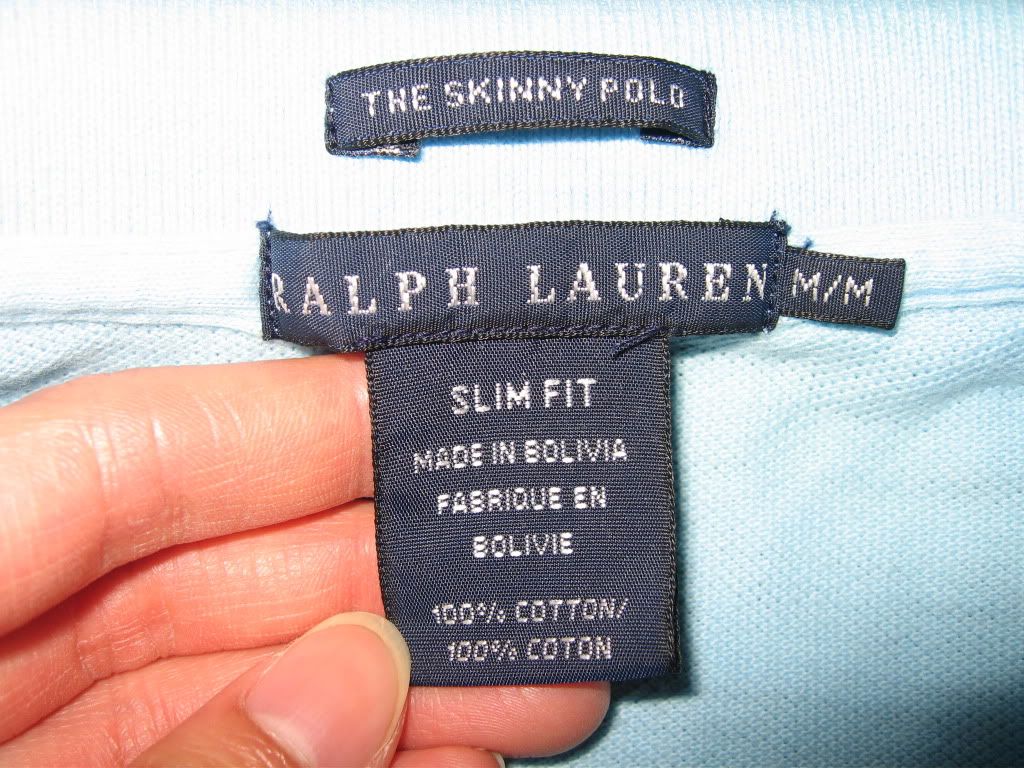 THE SKINNY POLO
RALPH LAUREN
M/M
SLIM FIT
MADE IN BOLIVIA
FABRIQUE EN
BOLIVIE
100% COTTON/
100% COTON